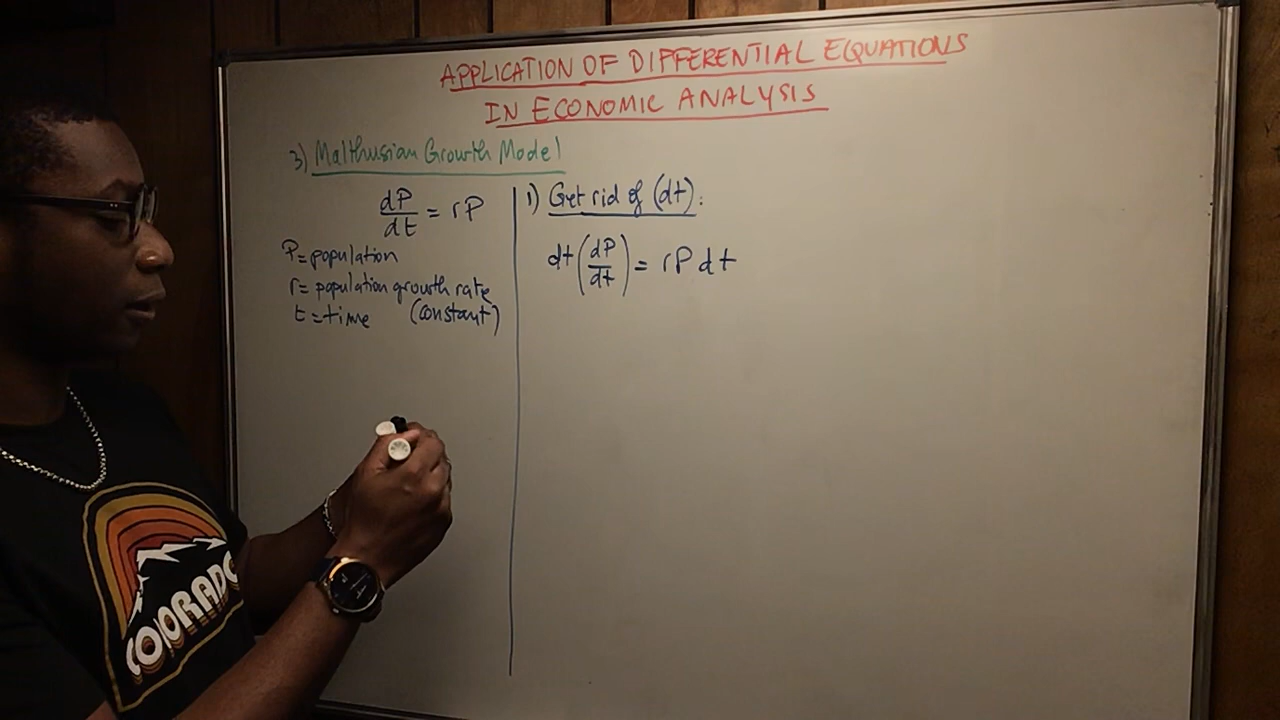 APPLICATION OF DIFFERENTIAL EQUATIONS
IN ECONOMIC ANALYSIS
3) Malthusian Growth Model
dP/dt = rP
P = population
r = population growth rate
(constant)
t = time
1) Get rid of (dt):
dt(dP/dt) = rP dt
COLORADO